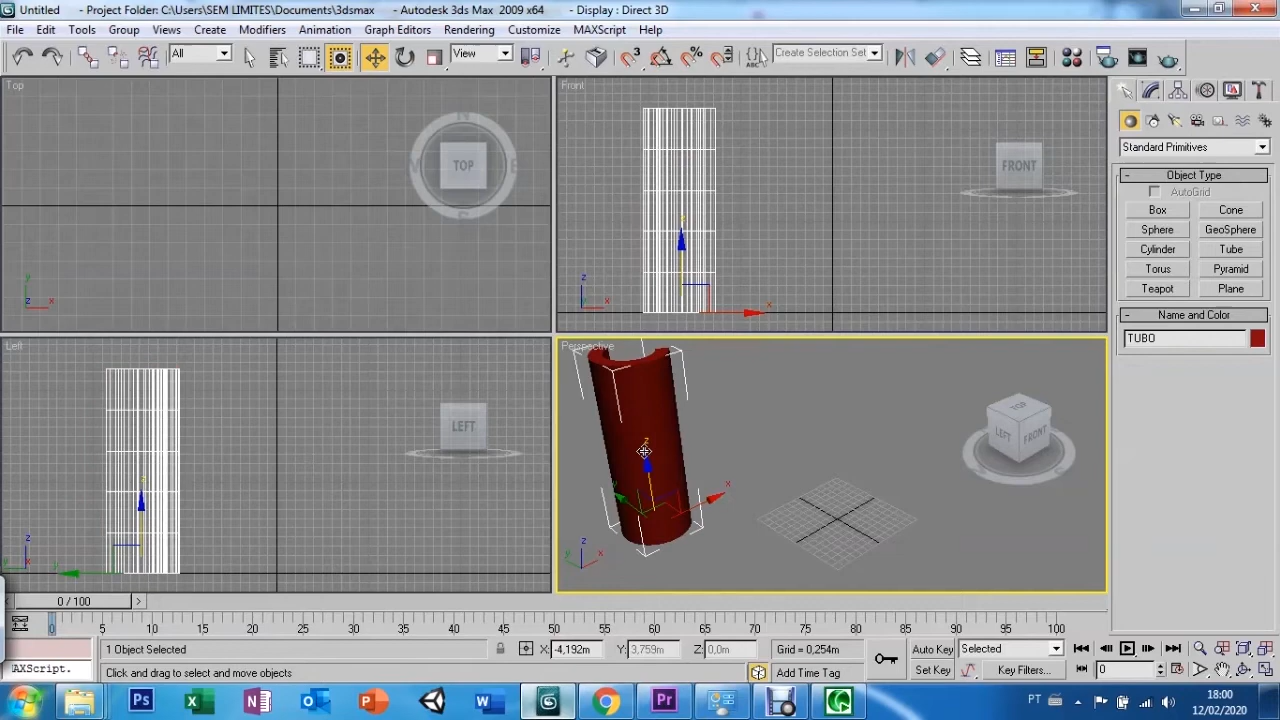 Untitled - Project Folder: C:\Users\SEM LIMITES\Documents\3dsmax - Autodesk 3ds Max 2009 x64 - Display : Direct 3D
File Edit Tools Group Views Create Modifiers Animation Graph Editors Rendering Customize MAXScript Help
All View Create Selection Set
Top
N
TOP
S
Front
FRONT
y
z x
z
x
z
x
Left
LEFT
Perspective
TOP
LEFT FRONT
z
y x
z
y x
z
y x
Standard Primitives
- Object Type
AutoGrid
Box Cone
Sphere GeoSphere
Cylinder Tube
Torus Pyramid
Teapot Plane
- Name and Color
TUBO
0 / 100
0 5 10 15 20 25 30 35 40 45 50 55 60 65 70 75 80 85 90 95 100
1 Object Selected X: -4,192m Y: 3,759m Z: 0,0m Grid = 0,254m Auto Key Selected
AXScript. Click and drag to select and move objects Add Time Tag Set Key Key Filters... 0
Ps X N O P W Pr
PT 18:00
12/02/2020